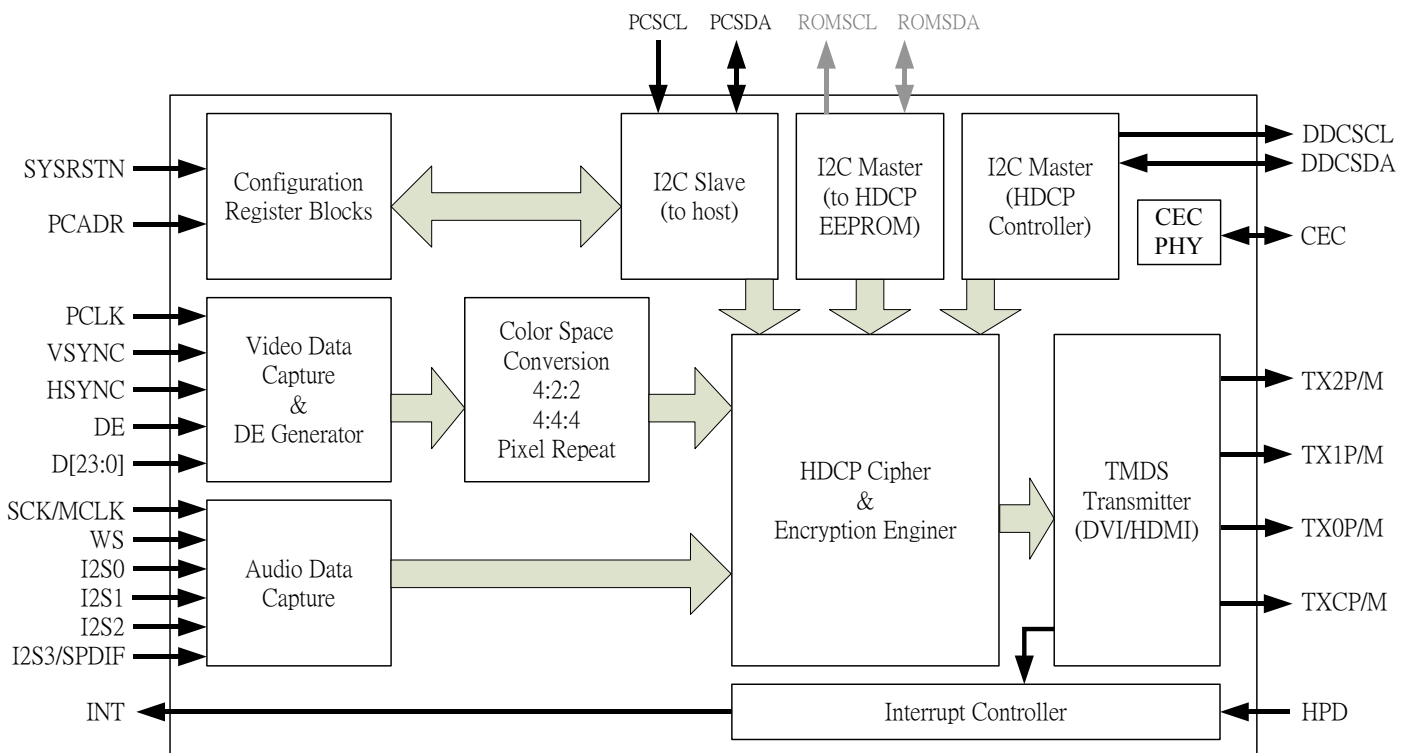 PCSCL
PCSDA
ROMSCL
ROMSDA
SYSRSTN
PCADR
Configuration
Register Blocks
I2C Slave
(to host)
I2C Master
(to HDCP
EEPROM)
I2C Master
(HDCP
Controller)
DDCSCL
DDCSDA
CEC
PHY
CEC
PCLK
VSYNC
HSYNC
DE
D[23:0]
Video Data
Capture
&
DE Generator
Color Space
Conversion
4:2:2
4:4:4
Pixel Repeat
HDCP Cipher
&
Encryption Enginer
TMDS
Transmitter
(DVI/HDMI)
TX2P/M
TX1P/M
TX0P/M
TXCP/M
SCK/MCLK
WS
I2S0
I2S1
I2S2
I2S3/SPDIF
Audio Data
Capture
INT
Interrupt Controller
HPD